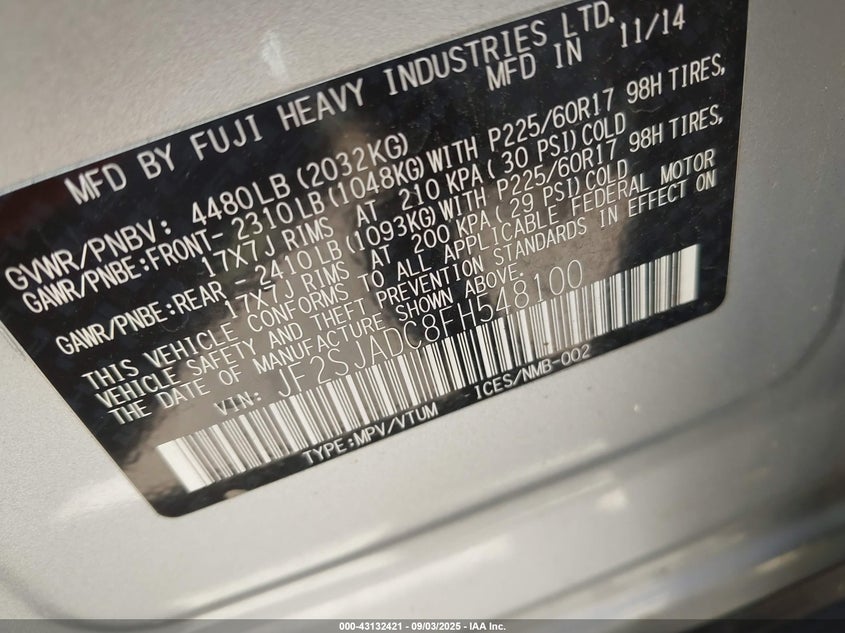 MFD BY FUJI HEAVY INDUSTRIES LTD.
MFD IN 11/14
GVWR/PNBV: 4480LB (2032KG)
GAWR/PNBE:FRONT- 2310LB(1048KG)WITH P225/60R17 98H TIRES,
17X7J RIMS AT 210 KPA( 30 PSI)COLD
GAWR/PNBE:REAR -2410LB(1093KG)WITH P225/60R17 98H TIRES,
17X7J RIMS AT 200 KPA( 29 PSI)COLD
THIS VEHICLE CONFORMS TO ALL APPLICABLE FEDERAL MOTOR
VEHICLE SAFETY AND THEFT PREVENTION STANDARDS IN EFFECT ON
THE DATE OF MANUFACTURE SHOWN ABOVE.
VIN: JF2SJADC8FH548100
TYPE:MPV/VTUM ICES/NMB-002
000-43132421 - 09/03/2025 - IAA Inc.